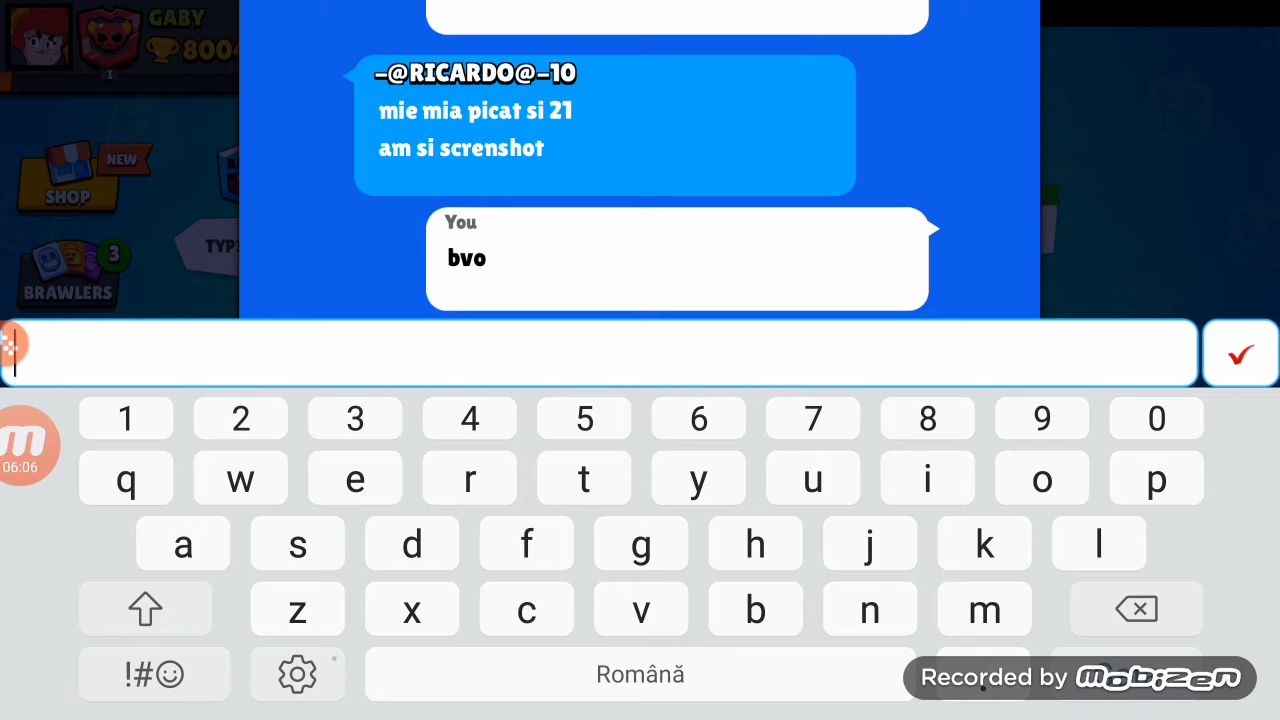 GABY
8004
I
NEW
SHOP
3
BRAWLERS
-@RICARDO@-10
mie mia picat si 21
am si screnshot
You
bvo
06:06
1 2 3 4 5 6 7 8 9 0
q w e r t y u i o p
a s d f g h j k l
z x c v b n m
!#☺ Română
Recorded by mobizen